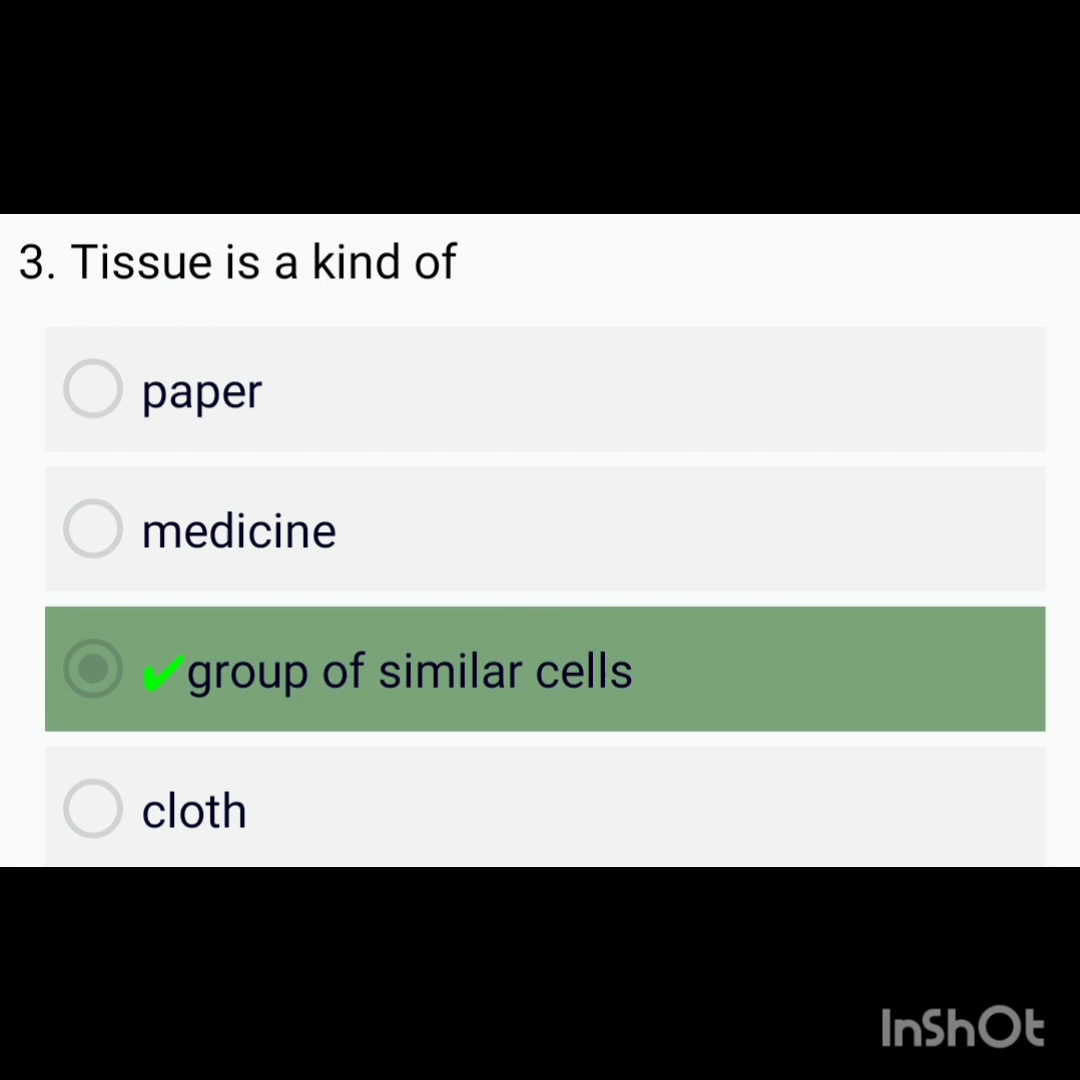 3. Tissue is a kind of
paper
medicine
✔group of similar cells
cloth
InShOt